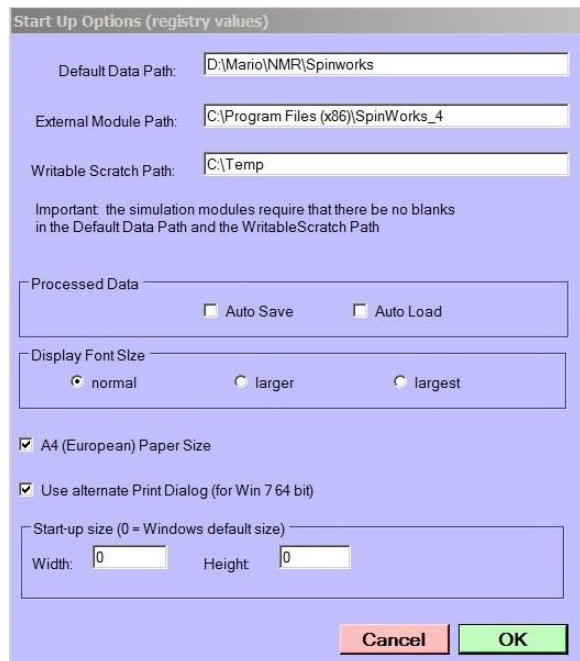 Start Up Options (registry values)
Default Data Path: D:\Mario\NMR\Spinworks
External Module Path: C:\Program Files (x86)\SpinWorks_4
Writable Scratch Path: C:\Temp
Important: the simulation modules require that there be no blanks
in the Default Data Path and the WritableScratch Path
Processed Data
Auto Save Auto Load
Display Font SIze
normal larger largest
A4 (European) Paper Size
Use alternate Print Dialog (for Win 7 64 bit)
Start-up size (0 = Windows default size)
Width: 0 Height: 0
Cancel OK